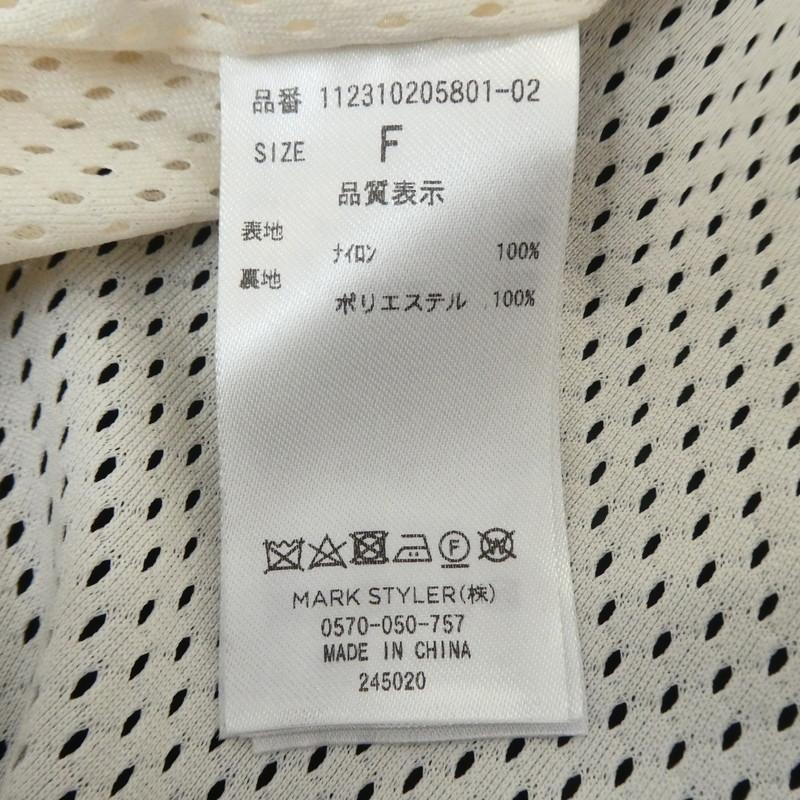 品番 112310205801-02
SIZE F
品質表示
表地
ナイロン 100%
裏地
ポリエステル 100%
F W
MARK STYLER(株)
0570-050-757
MADE IN CHINA
245020